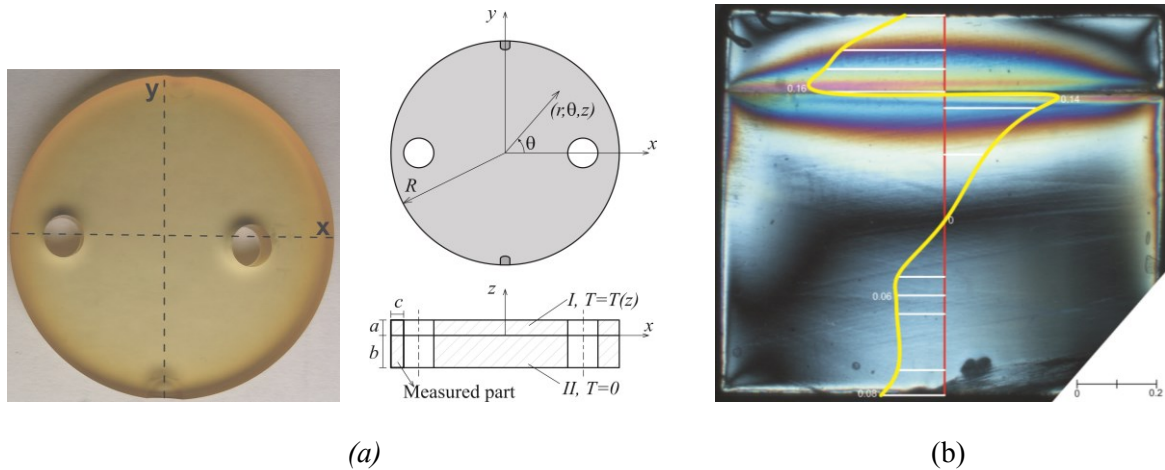 y
x
y
(r,θ,z)
θ
x
R
z
c
I, T=T(z)
a
x
b
Measured part
II, T=0
0.16
0.14
0
0.06
0.08
0
0.2
(a)
(b)